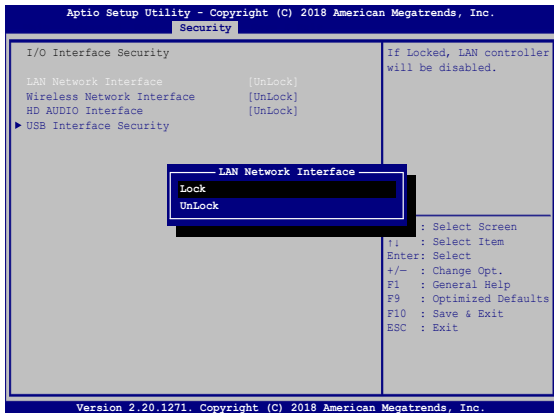 Aptio Setup Utility - Copyright (C) 2018 American Megatrends, Inc.
Security
I/O Interface Security
LAN Network Interface [UnLock]
Wireless Network Interface [UnLock]
HD AUDIO Interface [UnLock]
▶ USB Interface Security
If Locked, LAN controller
will be disabled.
LAN Network Interface
Lock
UnLock
: Select Screen
↑↓ : Select Item
Enter: Select
+/— : Change Opt.
F1 : General Help
F9 : Optimized Defaults
F10 : Save & Exit
ESC : Exit
Version 2.20.1271. Copyright (C) 2018 American Megatrends, Inc.